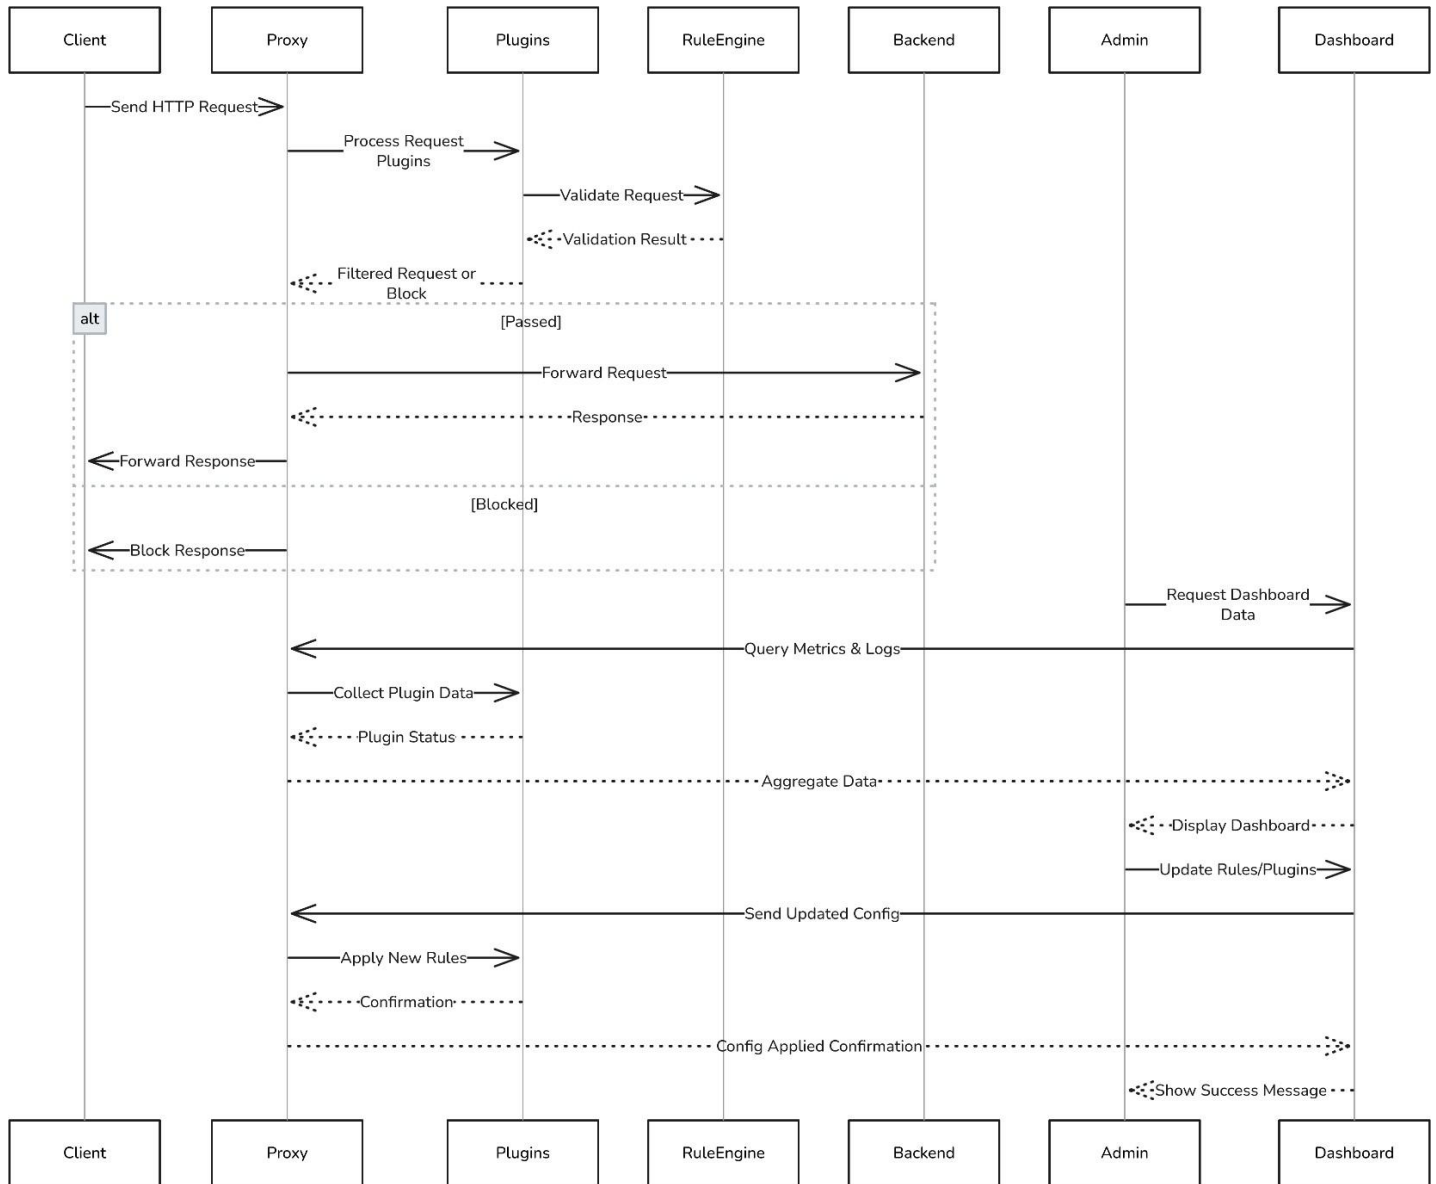 Client
Proxy
Plugins
RuleEngine
Backend
Admin
Dashboard
Send HTTP Request
Process Request
Plugins
Validate Request
Validation Result
Filtered Request or
Block
alt
[Passed]
Forward Request
Response
Forward Response
[Blocked]
Block Response
Request Dashboard
Data
Query Metrics & Logs
Collect Plugin Data
Plugin Status
Aggregate Data
Display Dashboard
Update Rules/Plugins
Send Updated Config
Apply New Rules
Confirmation
Config Applied Confirmation
Show Success Message
Client
Proxy
Plugins
RuleEngine
Backend
Admin
Dashboard